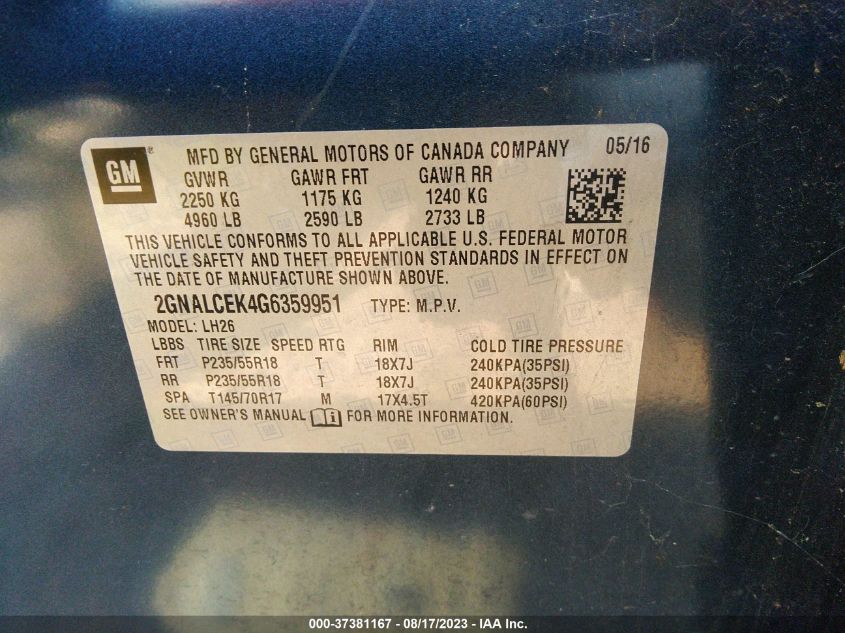 GM ® MFD BY GENERAL MOTORS OF CANADA COMPANY 05/16
GVWR GAWR FRT GAWR RR
2250 KG 1175 KG 1240 KG
4960 LB 2590 LB 2733 LB
THIS VEHICLE CONFORMS TO ALL APPLICABLE U.S. FEDERAL MOTOR
VEHICLE SAFETY AND THEFT PREVENTION STANDARDS IN EFFECT ON
THE DATE OF MANUFACTURE SHOWN ABOVE.
2GNALCEK4G6359951 TYPE: M.P.V.
MODEL: LH26
LBBS TIRE SIZE SPEED RTG RIM COLD TIRE PRESSURE
FRT P235/55R18 T 18X7J 240KPA(35PSI)
RR P235/55R18 T 18X7J 240KPA(35PSI)
SPA T145/70R17 M 17X4.5T 420KPA(60PSI)
SEE OWNER'S MANUAL FOR MORE INFORMATION.
000-37381167 - 08/17/2023 - IAA Inc.